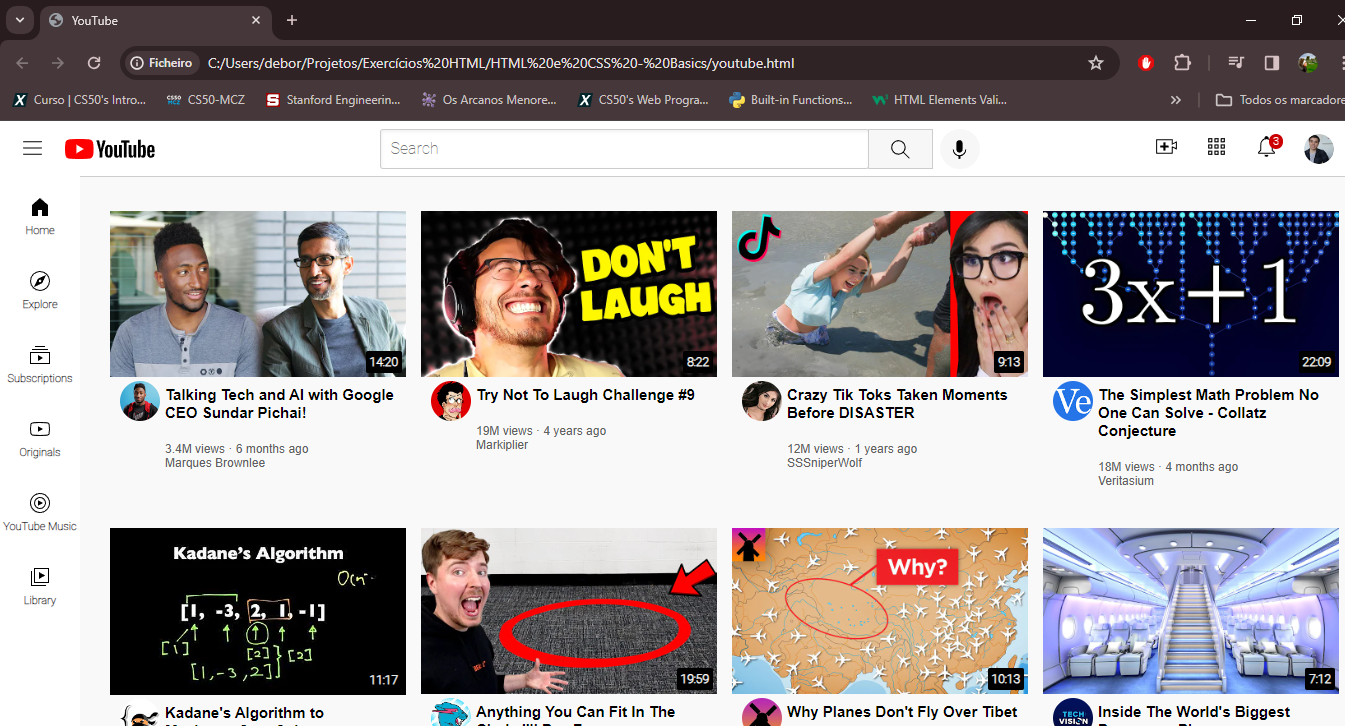 YouTube
Ficheiro
C:/Users/debor/Projetos/Exercícios%20HTML/HTML%20e%20CSS%20-%20Basics/youtube.html
Curso | CS50's Intro...
CS50-MCZ
Stanford Engineerin...
Os Arcanos Menore...
CS50's Web Progra...
Built-in Functions...
HTML Elements Vali...
»
Todos os marcadore
YouTube
Search
3
Home
Explore
Subscriptions
Originals
YouTube Music
Library
14:20
DON'T
LAUGH
8:22
9:13
3x+1
22:09
Talking Tech and AI with Google
CEO Sundar Pichai!
3.4M views · 6 months ago
Marques Brownlee
Try Not To Laugh Challenge #9
19M views · 4 years ago
Markiplier
Crazy Tik Toks Taken Moments
Before DISASTER
12M views · 1 years ago
SSSniperWolf
Ve
The Simplest Math Problem No
One Can Solve - Collatz
Conjecture
18M views · 4 months ago
Veritasium
Kadane's Algorithm
[1, -3, 2, 1, -1]
[1]
[2]
[2]
[1, -3, 2]
11:17
19:59
Why?
10:13
7:12
Kadane's Algorithm to
Anything You Can Fit In The
Why Planes Don't Fly Over Tibet
TECH
VISION
Inside The World's Biggest